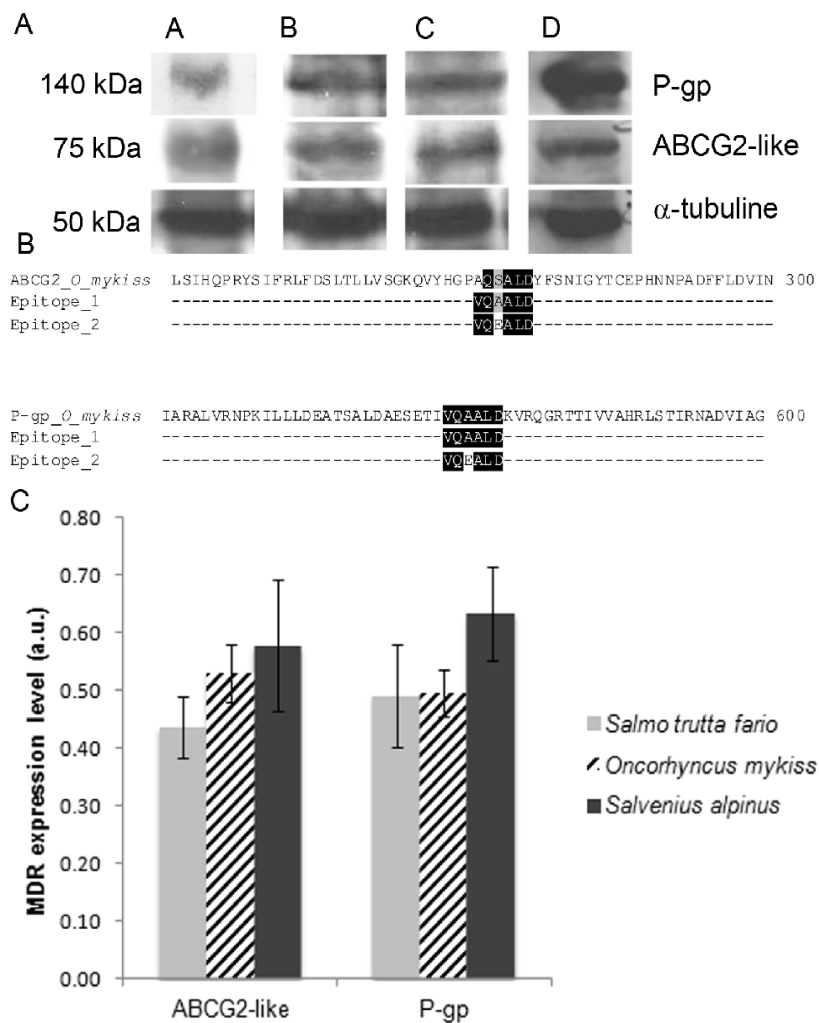 A
A B C D
140 kDa P-gp
75 kDa ABCG2-like
50 kDa α-tubuline
B
ABCG2_O_mykiss LSIHQPRYSIFRLFDSLTLLVSGKQVYHGPAQSALDYFSNIGYTCEPHNNPADFFLDVIN 300
Epitope_1 ------------------------------VQAALD------------------------
Epitope_2 ------------------------------VQEALD------------------------
P-gp_O_mykiss IARALVRNPKILLLDEATSALDAESETIVQAALDKVRQGRTTIVVAHRLSTIRNADVIAG 600
Epitope_1 ----------------------------VQAALD--------------------------
Epitope_2 ----------------------------VQEALD--------------------------
C
MDR expression level (a.u.)
0.80
0.70
0.60
0.50
0.40
0.30
0.20
0.10
0.00
ABCG2-like P-gp
Salmo trutta fario
Oncorhyncus mykiss
Salvenius alpinus